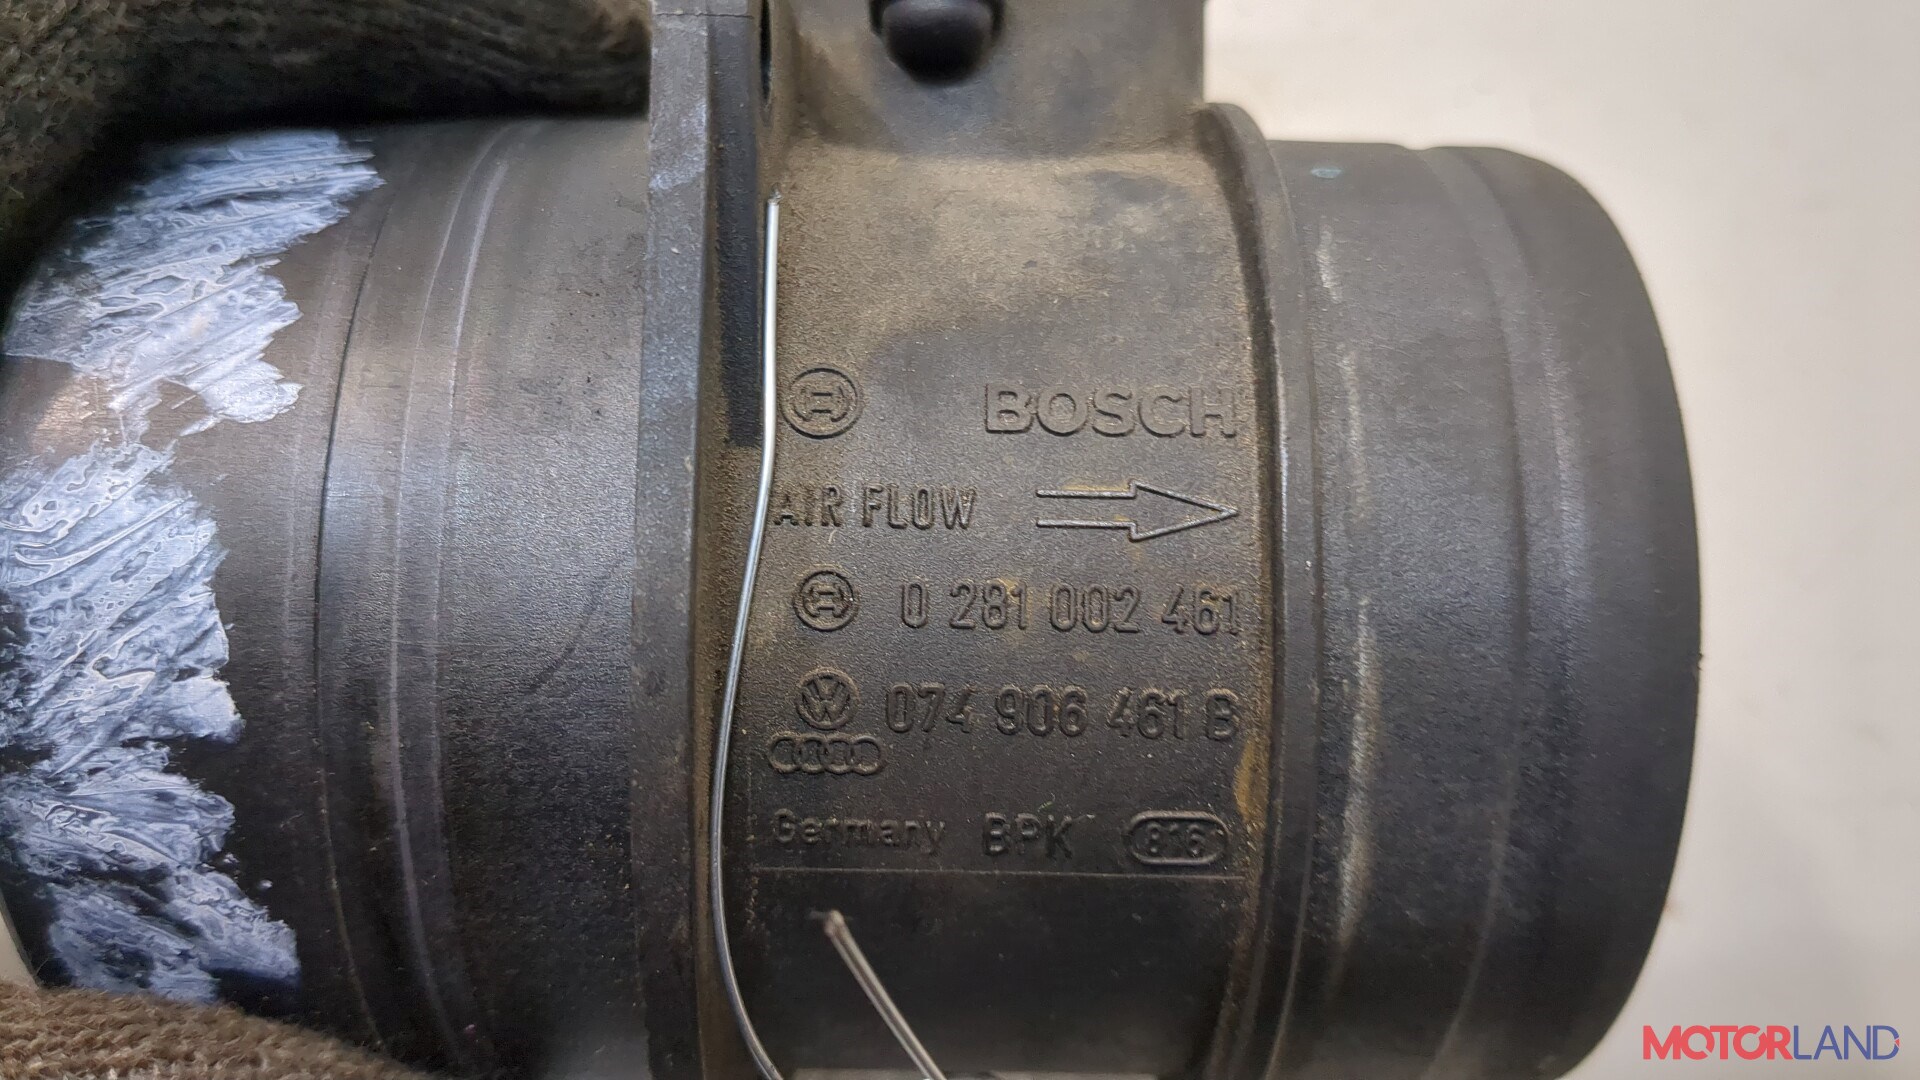 BOSCH
AIR FLOW
0 281 002 461
074 906 461 B
Germany BPK 816
MOTORLAND